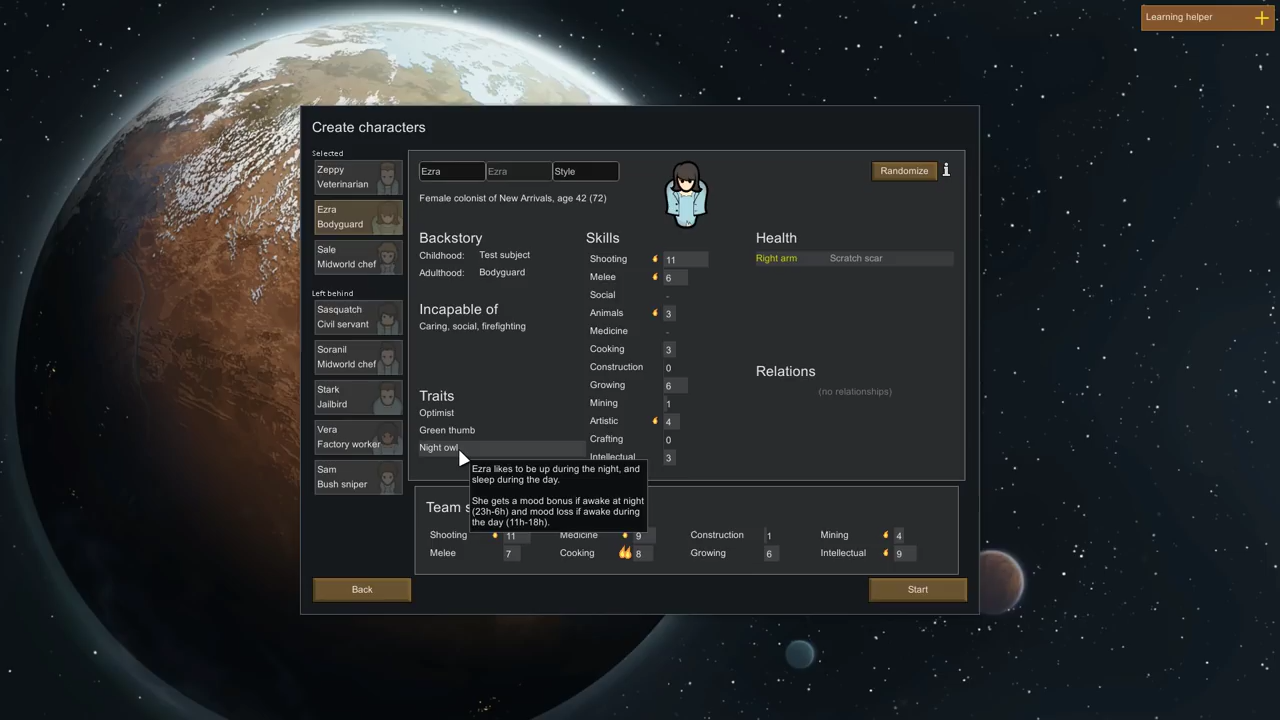 Learning helper
Create characters
Selected
Zeppy
Veterinarian
Ezra
Bodyguard
Sale
Midworld chef
Left behind
Sasquatch
Civil servant
Soranil
Midworld chef
Stark
Jailbird
Vera
Factory worker
Sam
Bush sniper
Ezra Ezra Style
Randomize
Female colonist of New Arrivals, age 42 (72)
Backstory
Childhood: Test subject
Adulthood: Bodyguard
Incapable of
Caring, social, firefighting
Traits
Optimist
Green thumb
Night owl
Skills
Shooting 11
Melee 6
Social -
Animals 3
Medicine -
Cooking 3
Construction 0
Growing 6
Mining 1
Artistic 4
Crafting 0
Intellectual 3
Health
Right arm Scratch scar
Relations
(no relationships)
Ezra likes to be up during the night, and
sleep during the day.
She gets a mood bonus if awake at night
(23h-6h) and mood loss if awake during
the day (11h-18h).
Team
Shooting 11 Medicine 9 Construction 1 Mining 4
Melee 7 Cooking 8 Growing 6 Intellectual 9
Back
Start